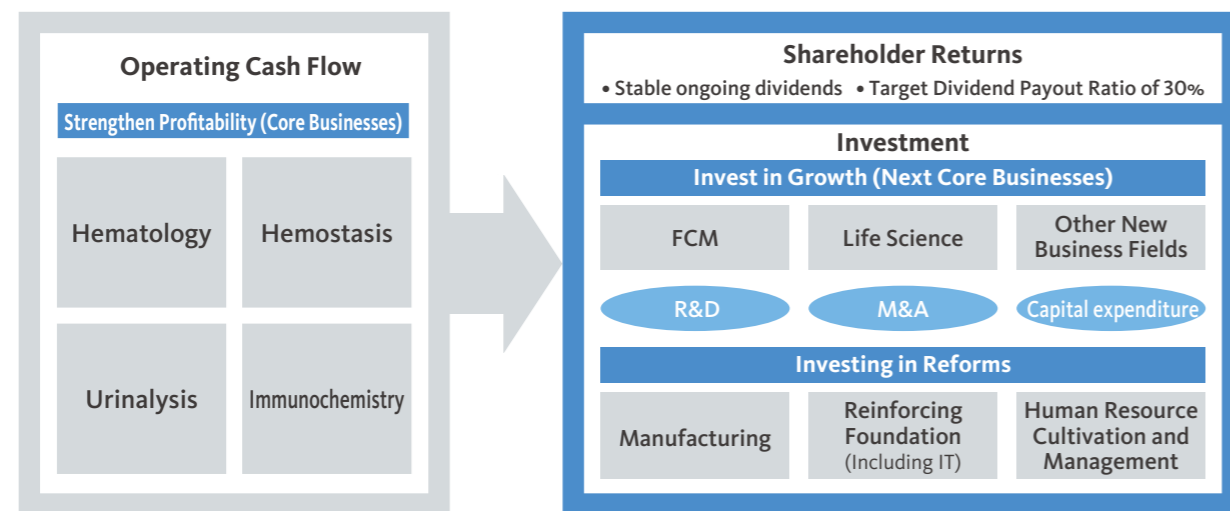 Operating Cash Flow
Strengthen Profitability (Core Businesses)
Hematology
Hemostasis
Urinalysis
Immunochemistry
Shareholder Returns
• Stable ongoing dividends • Target Dividend Payout Ratio of 30%
Investment
Invest in Growth (Next Core Businesses)
FCM
Life Science
Other New
Business Fields
R&D
M&A
Capital expenditure
Investing in Reforms
Manufacturing
Reinforcing
Foundation
(Including IT)
Human Resource
Cultivation and
Management